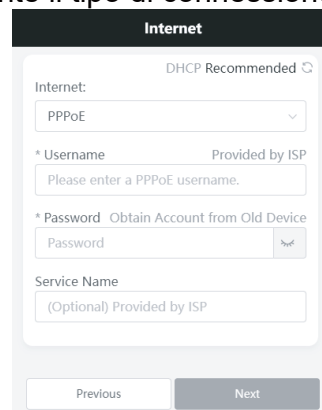 Internet
DHCP Recommended
Internet:
PPPoE
* Username Provided by ISP
Please enter a PPPoE username.
* Password Obtain Account from Old Device
Password
Service Name
(Optional) Provided by ISP
Previous Next